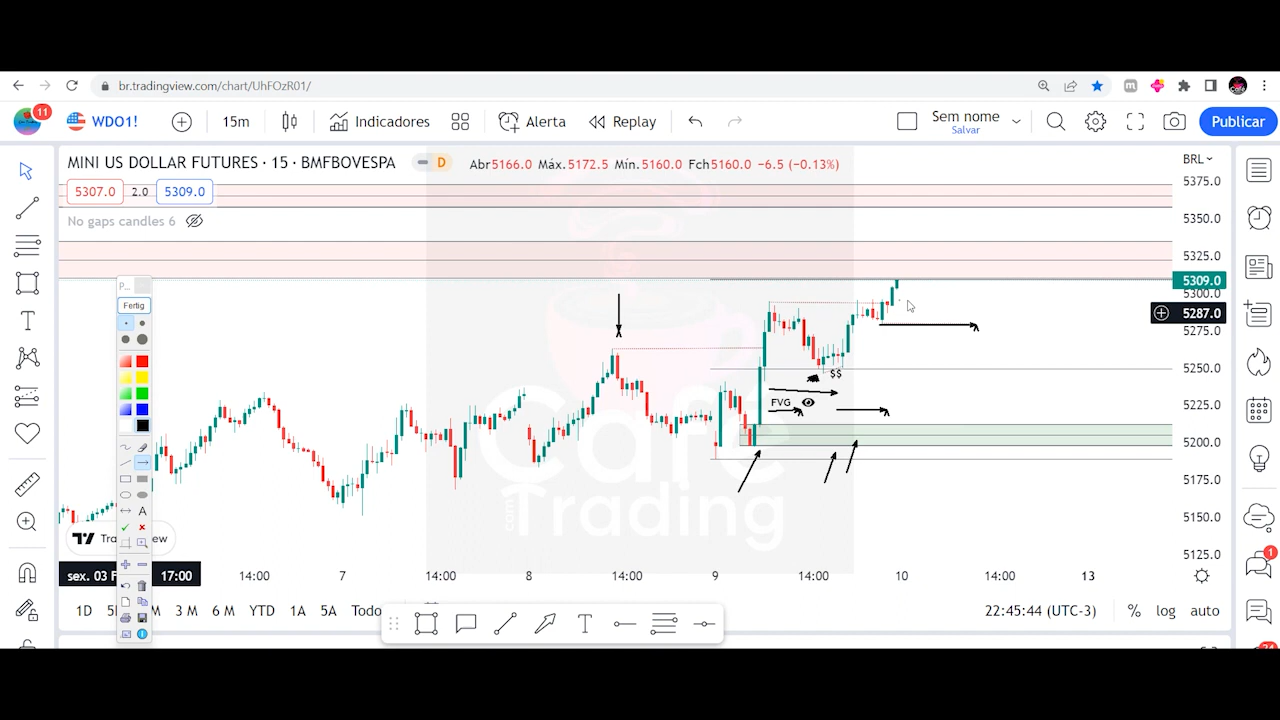 br.tradingview.com/chart/UhFOzR01/
11
WDO1!
15m
Indicadores
Alerta
Replay
Sem nome
Salvar
Publicar
MINI US DOLLAR FUTURES · 15 · BMFBOVESPA
D
Abr5166.0 Máx.5172.5 Mín.5160.0 Fch5160.0 −6.5 (−0.13%)
BRL
5307.0
2.0
5309.0
No gaps candles 6
5375.0
5350.0
5325.0
5309.0
5300.0
5287.0
5275.0
5250.0
5225.0
5200.0
5175.0
5150.0
5125.0
P...
Fertig
A
$$
FVG
Café
Trading
.com
sex. 03 F
17:00
14:00
7
14:00
8
14:00
9
14:00
10
14:00
13
1D
M
3 M
6 M
YTD
1A
5A
Todo
22:45:44 (UTC-3)
%
log
auto
1